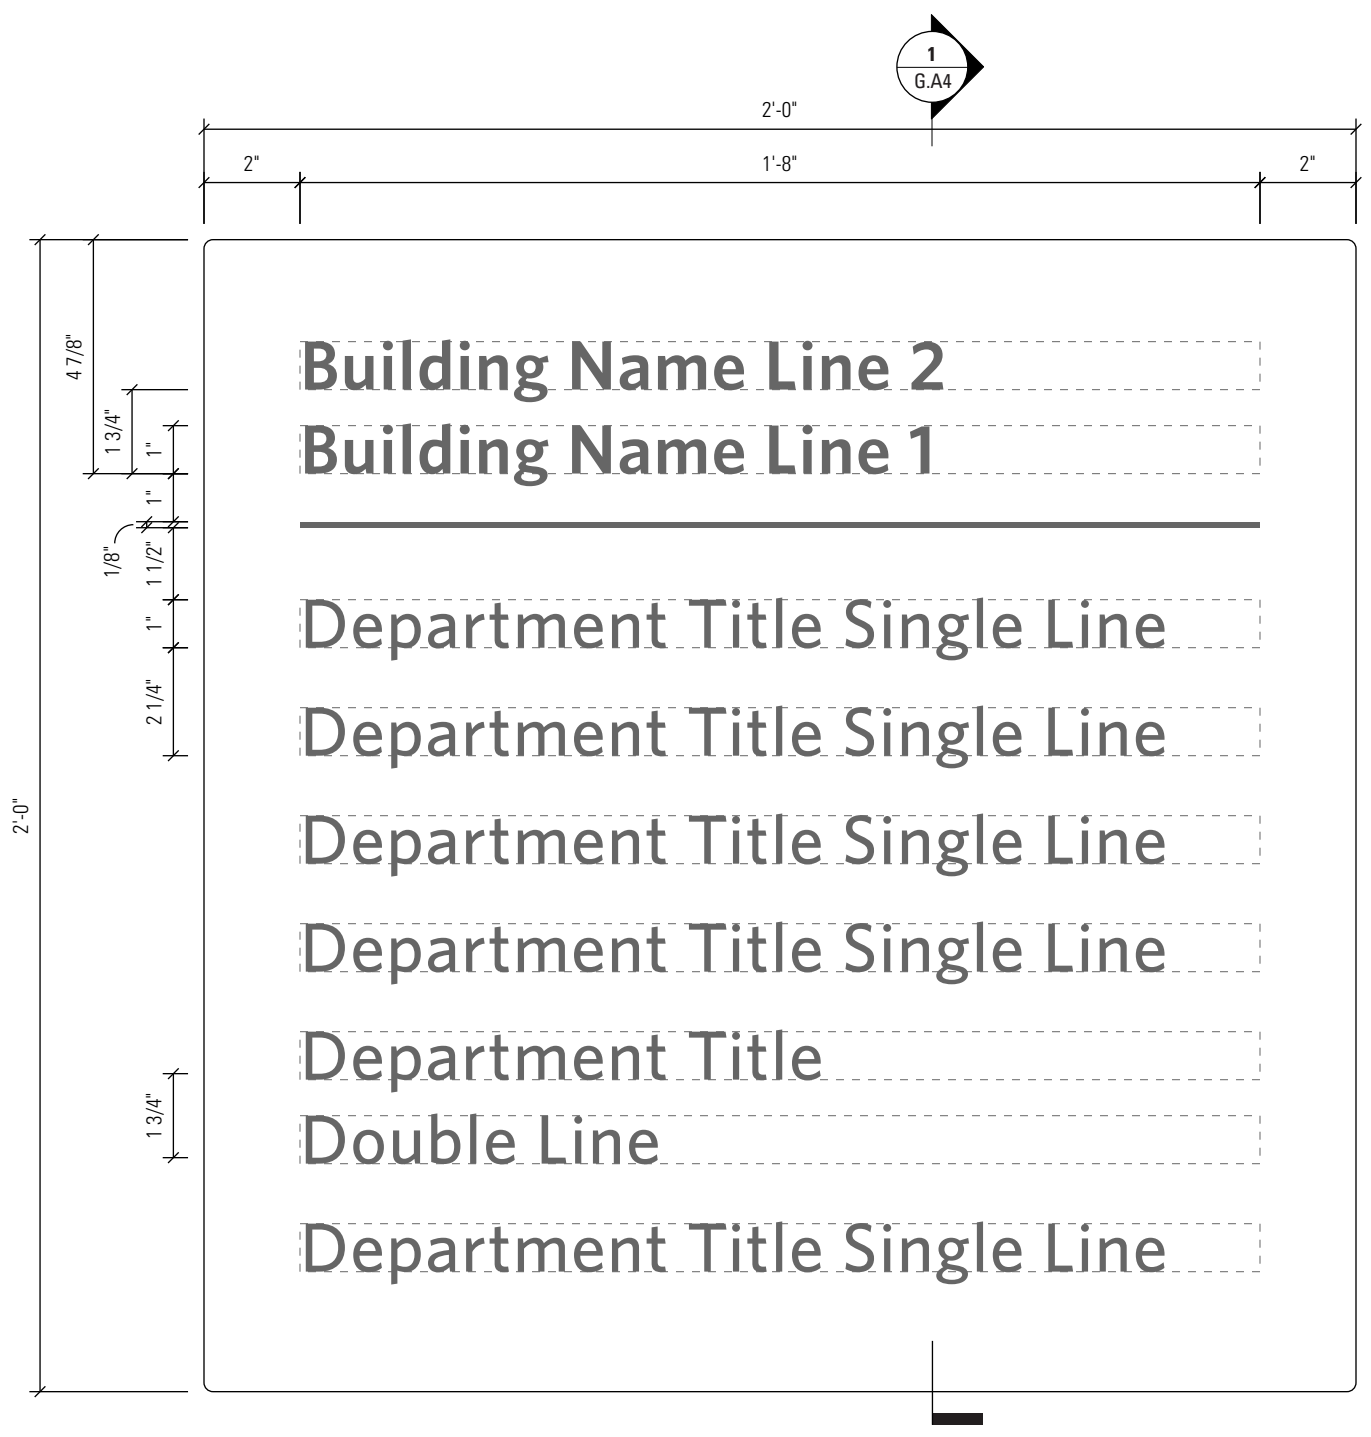 1
G.A4
2'-0"
2"
1'-8"
2"
4 7/8"
1 3/4"
1"
1"
1/8"
1 1/2"
1"
2 1/4"
2'-0"
1 3/4"
Building Name Line 2
Building Name Line 1
Department Title Single Line
Department Title Single Line
Department Title Single Line
Department Title Single Line
Department Title
Double Line
Department Title Single Line